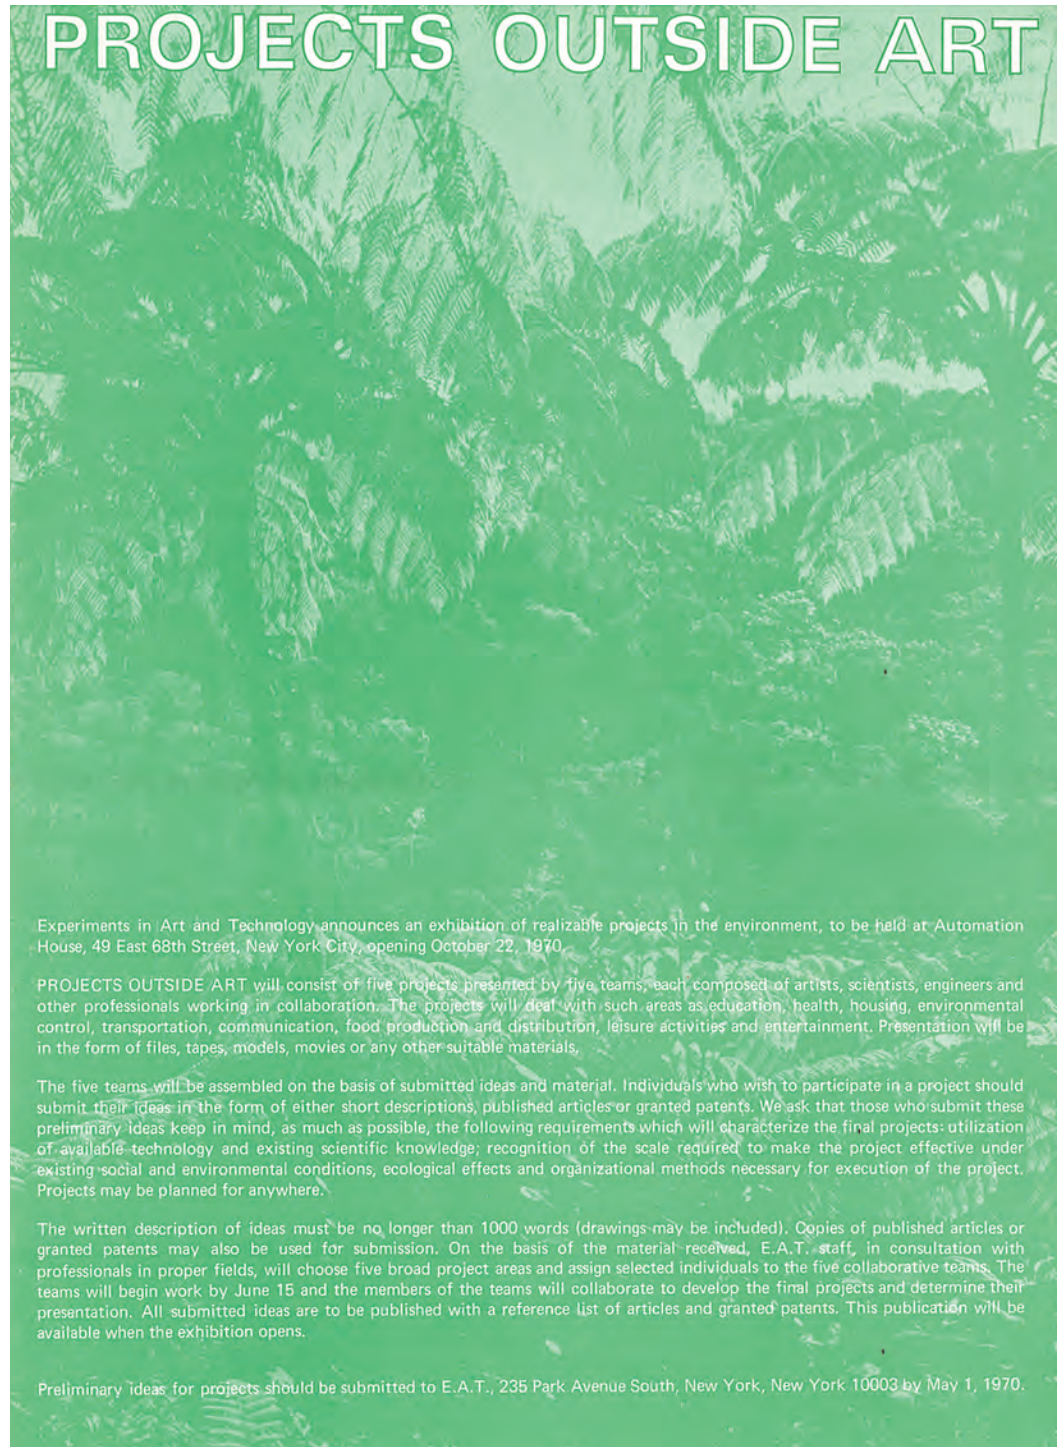 PROJECTS OUTSIDE ART
Experiments in Art and Technology announces an exhibition of realizable projects in the environment, to be held at Automation
House, 49 East 68th Street, New York City, opening October 22, 1970.
PROJECTS OUTSIDE ART will consist of five projects presented by five teams, each composed of artists, scientists, engineers and
other professionals working in collaboration. The projects will deal with such areas as education, health, housing, environmental
control, transportation, communication, food production and distribution, leisure activities and entertainment. Presentation will be
in the form of files, tapes, models, movies or any other suitable materials.
The five teams will be assembled on the basis of submitted ideas and material. Individuals who wish to participate in a project should
submit their ideas in the form of either short descriptions, published articles or granted patents. We ask that those who submit these
preliminary ideas keep in mind, as much as possible, the following requirements which will characterize the final projects: utilization
of available technology and existing scientific knowledge; recognition of the scale required to make the project effective under
existing social and environmental conditions, ecological effects and organizational methods necessary for execution of the project.
Projects may be planned for anywhere.
The written description of ideas must be no longer than 1000 words (drawings may be included). Copies of published articles or
granted patents may also be used for submission. On the basis of the material received, E.A.T. staff, in consultation with
professionals in proper fields, will choose five broad project areas and assign selected individuals to the five collaborative teams. The
teams will begin work by June 15 and the members of the teams will collaborate to develop the final projects and determine their
presentation. All submitted ideas are to be published with a reference list of articles and granted patents. This publication will be
available when the exhibition opens.
Preliminary ideas for projects should be submitted to E.A.T., 235 Park Avenue South, New York, New York 10003 by May 1, 1970.